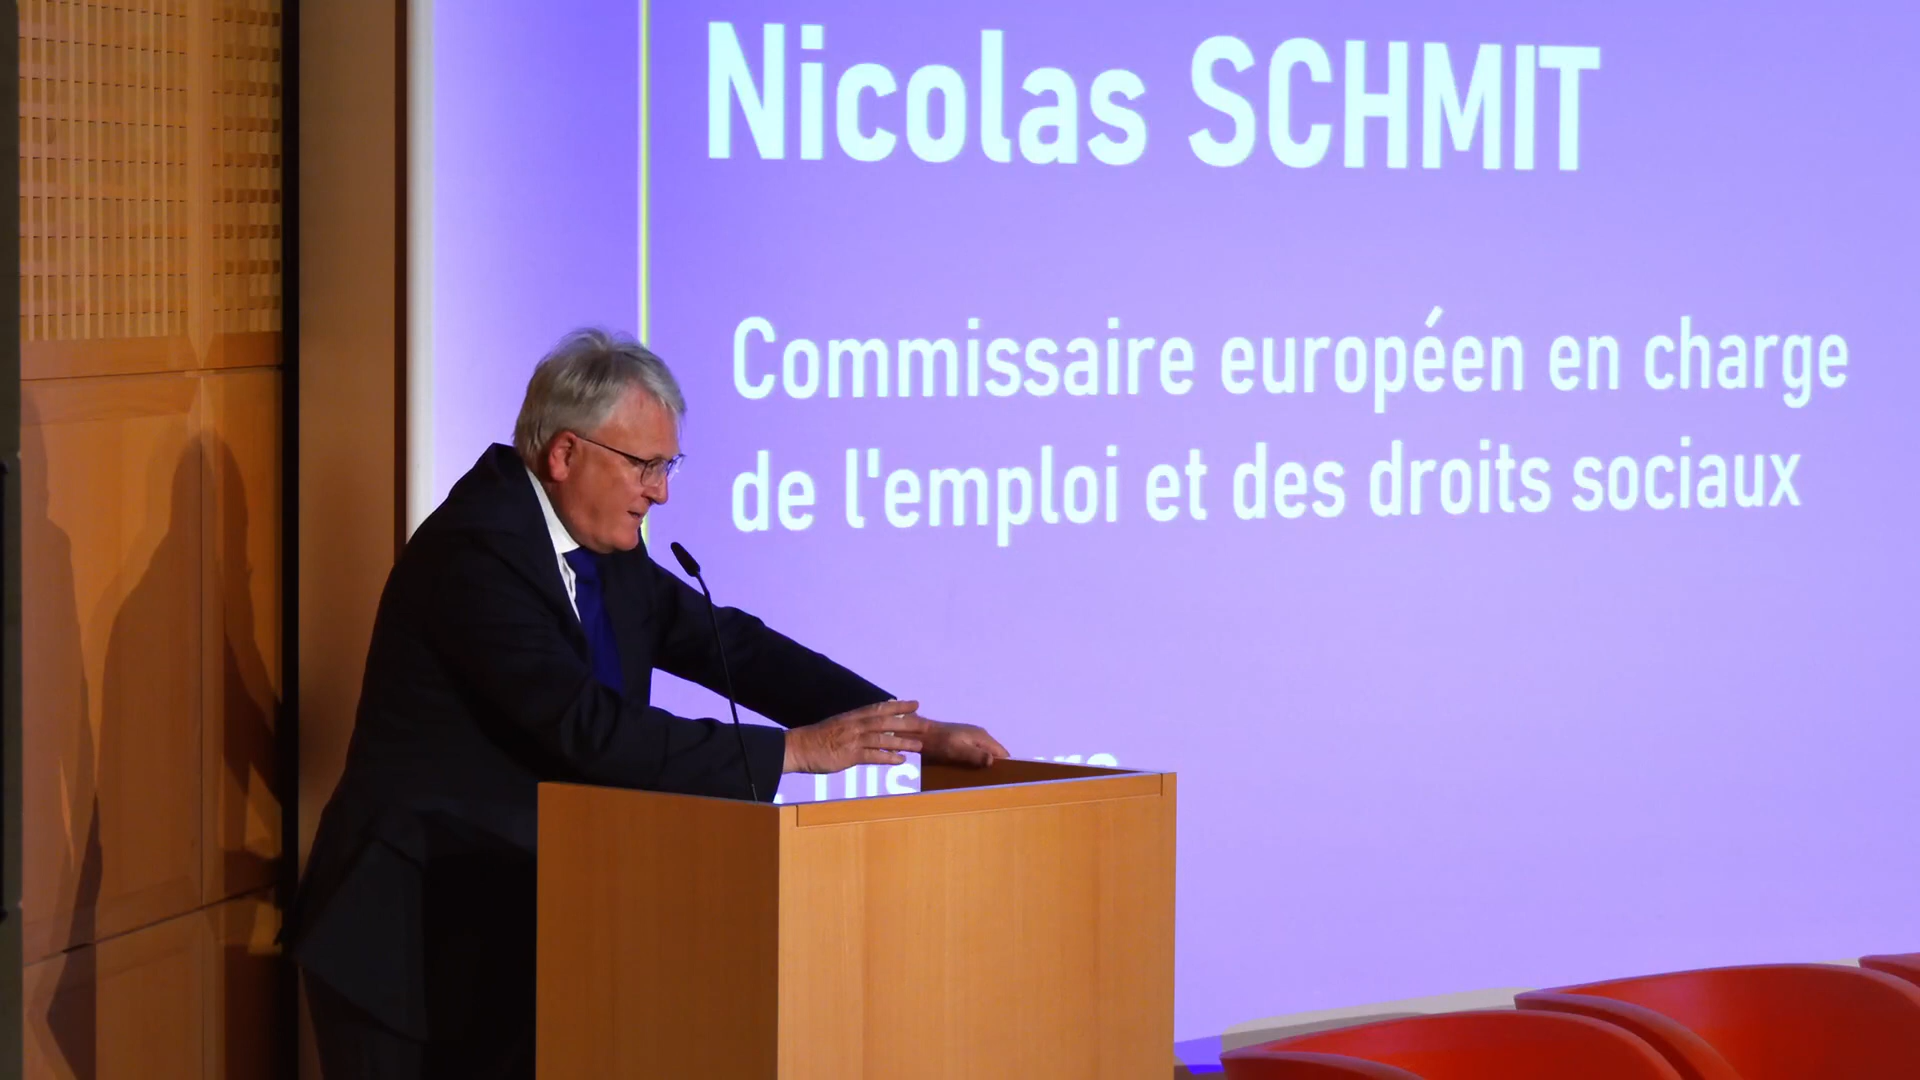 Nicolas SCHMIT
Commissaire européen en charge
de l'emploi et des droits sociaux